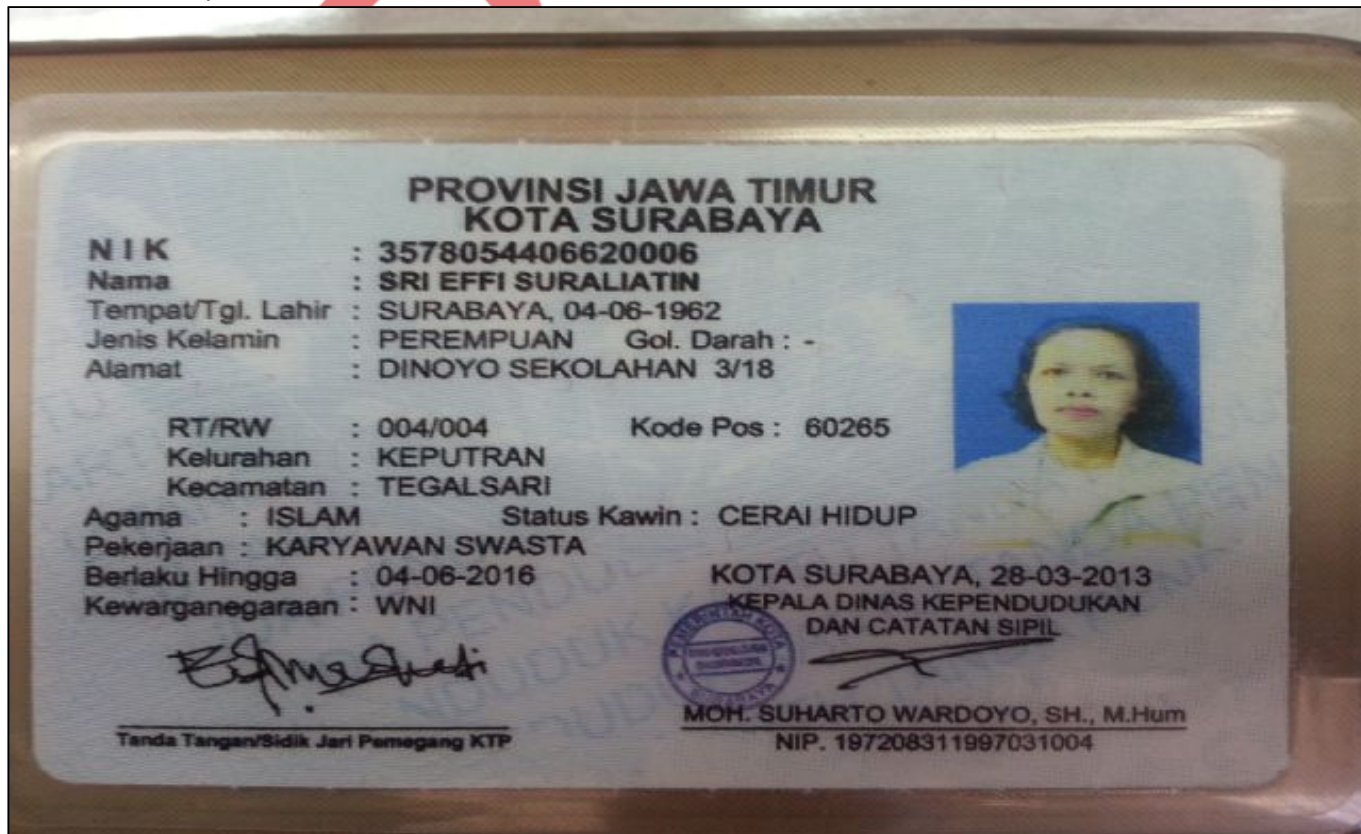 PROVINSI JAWA TIMUR
KOTA SURABAYA
NIK : 3578054406620006
Nama : SRI EFFI SURALIATIN
Tempat/Tgl. Lahir : SURABAYA, 04-06-1962
Jenis Kelamin : PEREMPUAN Gol. Darah : -
Alamat : DINOYO SEKOLAHAN 3/18
RT/RW : 004/004 Kode Pos : 60265
Kelurahan : KEPUTRAN
Kecamatan : TEGALSARI
Agama : ISLAM Status Kawin : CERAI HIDUP
Pekerjaan : KARYAWAN SWASTA
Berlaku Hingga : 04-06-2016
Kewarganegaraan : WNI
KOTA SURABAYA, 28-03-2013
KEPALA DINAS KEPENDUDUKAN
DAN CATATAN SIPIL
PEMERINTAH KOTA
SURABAYA
MOH. SUHARTO WARDOYO, SH., M.Hum
NIP. 197208311997031004
Tanda Tangan/Sidik Jari Pemegang KTP